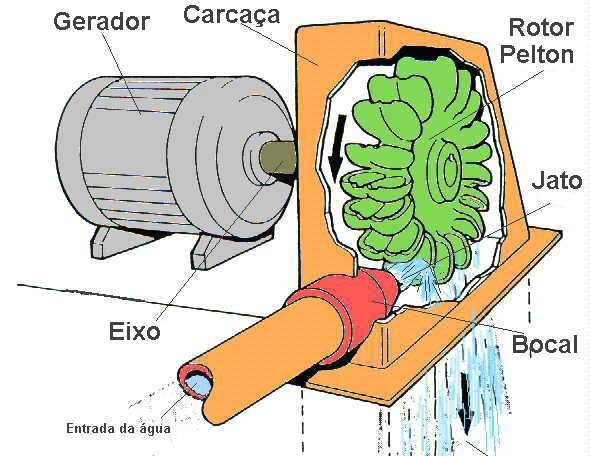 Gerador
Carcaça
Rotor
Pelton
Jato
Eixo
Bocal
Entrada da água